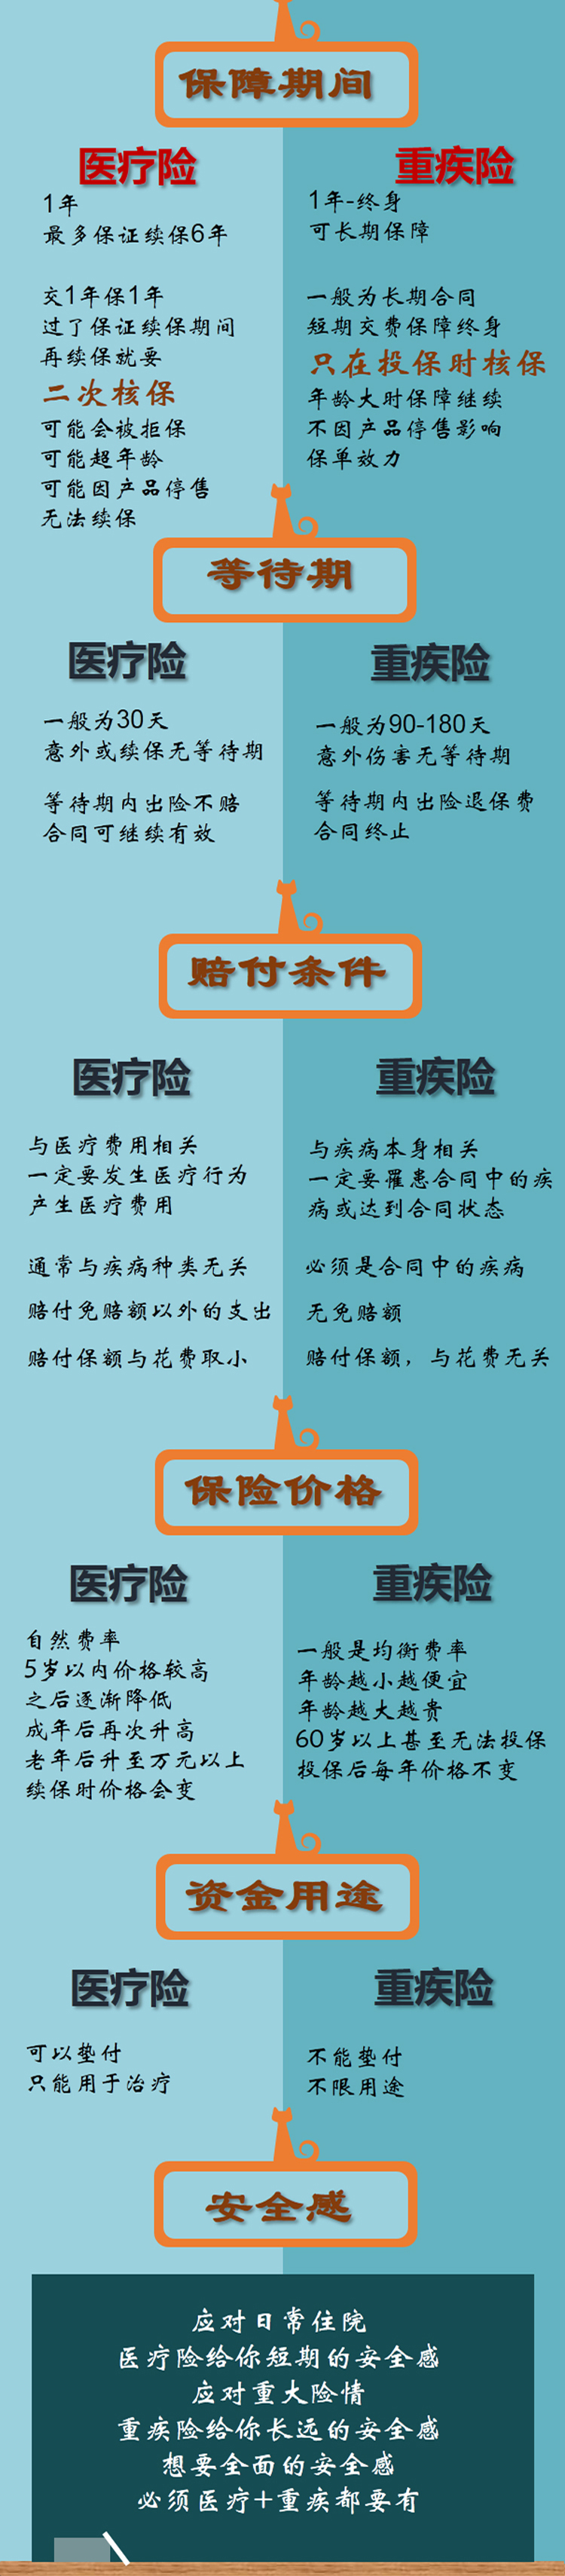 保障期间
医疗险
1年
最多保证续保6年
交1年保1年
过了保证续保期间
再续保就要
二次核保
可能会被拒保
可能超年龄
可能因产品停售
无法续保
重疾险
1年-终身
可长期保障
一般为长期合同
短期交费保障终身
只在投保时核保
年龄大时保障继续
不因产品停售影响
保单效力
等待期
医疗险
一般为30天
意外或续保无等待期
等待期内出险不赔
合同可继续有效
重疾险
一般为90-180天
意外伤害无等待期
等待期内出险退保费
合同终止
赔付条件
医疗险
与医疗费用相关
一定要发生医疗行为
产生医疗费用
通常与疾病种类无关
赔付免赔额以外的支出
赔付保额与花费取小
重疾险
与疾病本身相关
一定要罹患合同中的疾
病或达到合同状态
必须是合同中的疾病
无免赔额
赔付保额，与花费无关
保险价格
医疗险
自然费率
5岁以内价格较高
之后逐渐降低
成年后再次升高
老年后升至万元以上
续保时价格会变
重疾险
一般是均衡费率
年龄越小越便宜
年龄越大越贵
60岁以上甚至无法投保
投保后每年价格不变
资金用途
医疗险
可以垫付
只能用于治疗
重疾险
不能垫付
不限用途
安全感
应对日常住院
医疗险给你短期的安全感
应对重大险情
重疾险给你长远的安全感
想要全面的安全感
必须医疗+重疾都要有